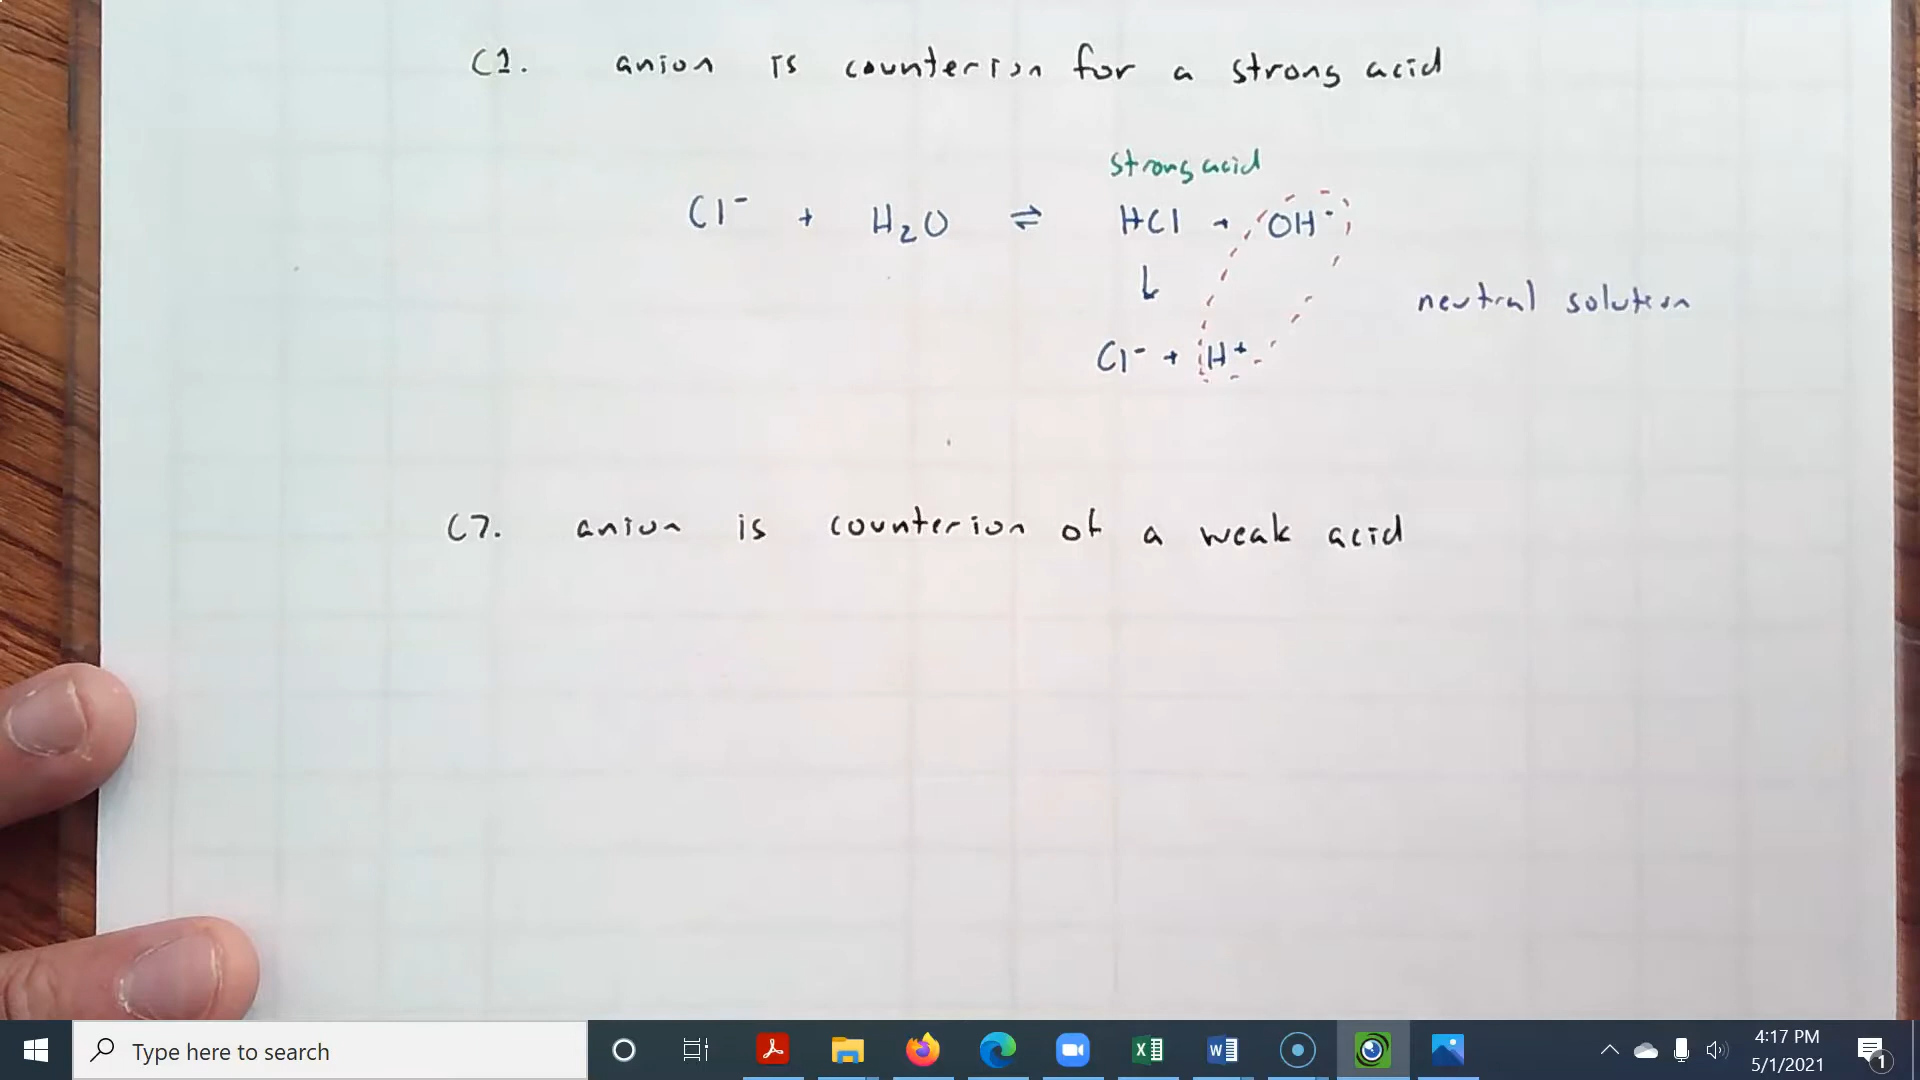 C1. anion is counterion for a strong acid
strong acid
Cl⁻ + H₂O ⇌ HCl + OH⁻
↓
neutral solution
Cl⁻ + H⁺
C2. anion is counterion of a weak acid
Type here to search
4:17 PM
5/1/2021
1